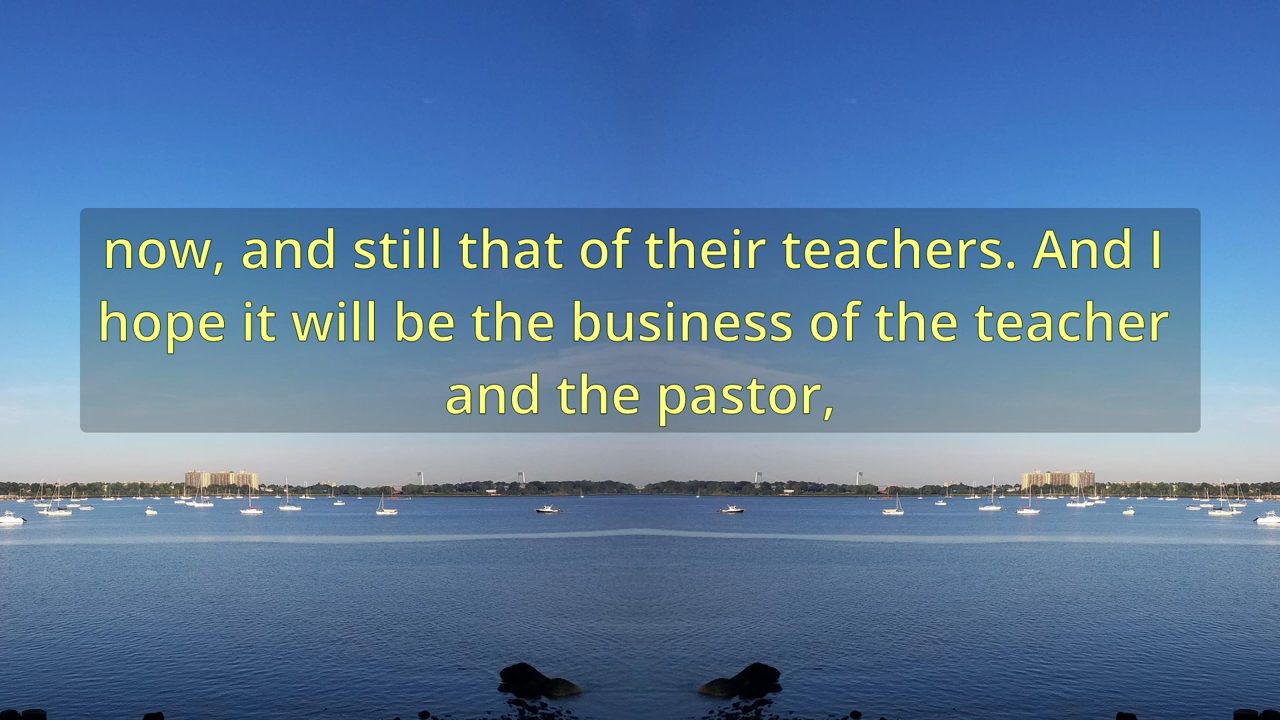 now, and still that of their teachers. And I
hope it will be the business of the teacher
and the pastor,